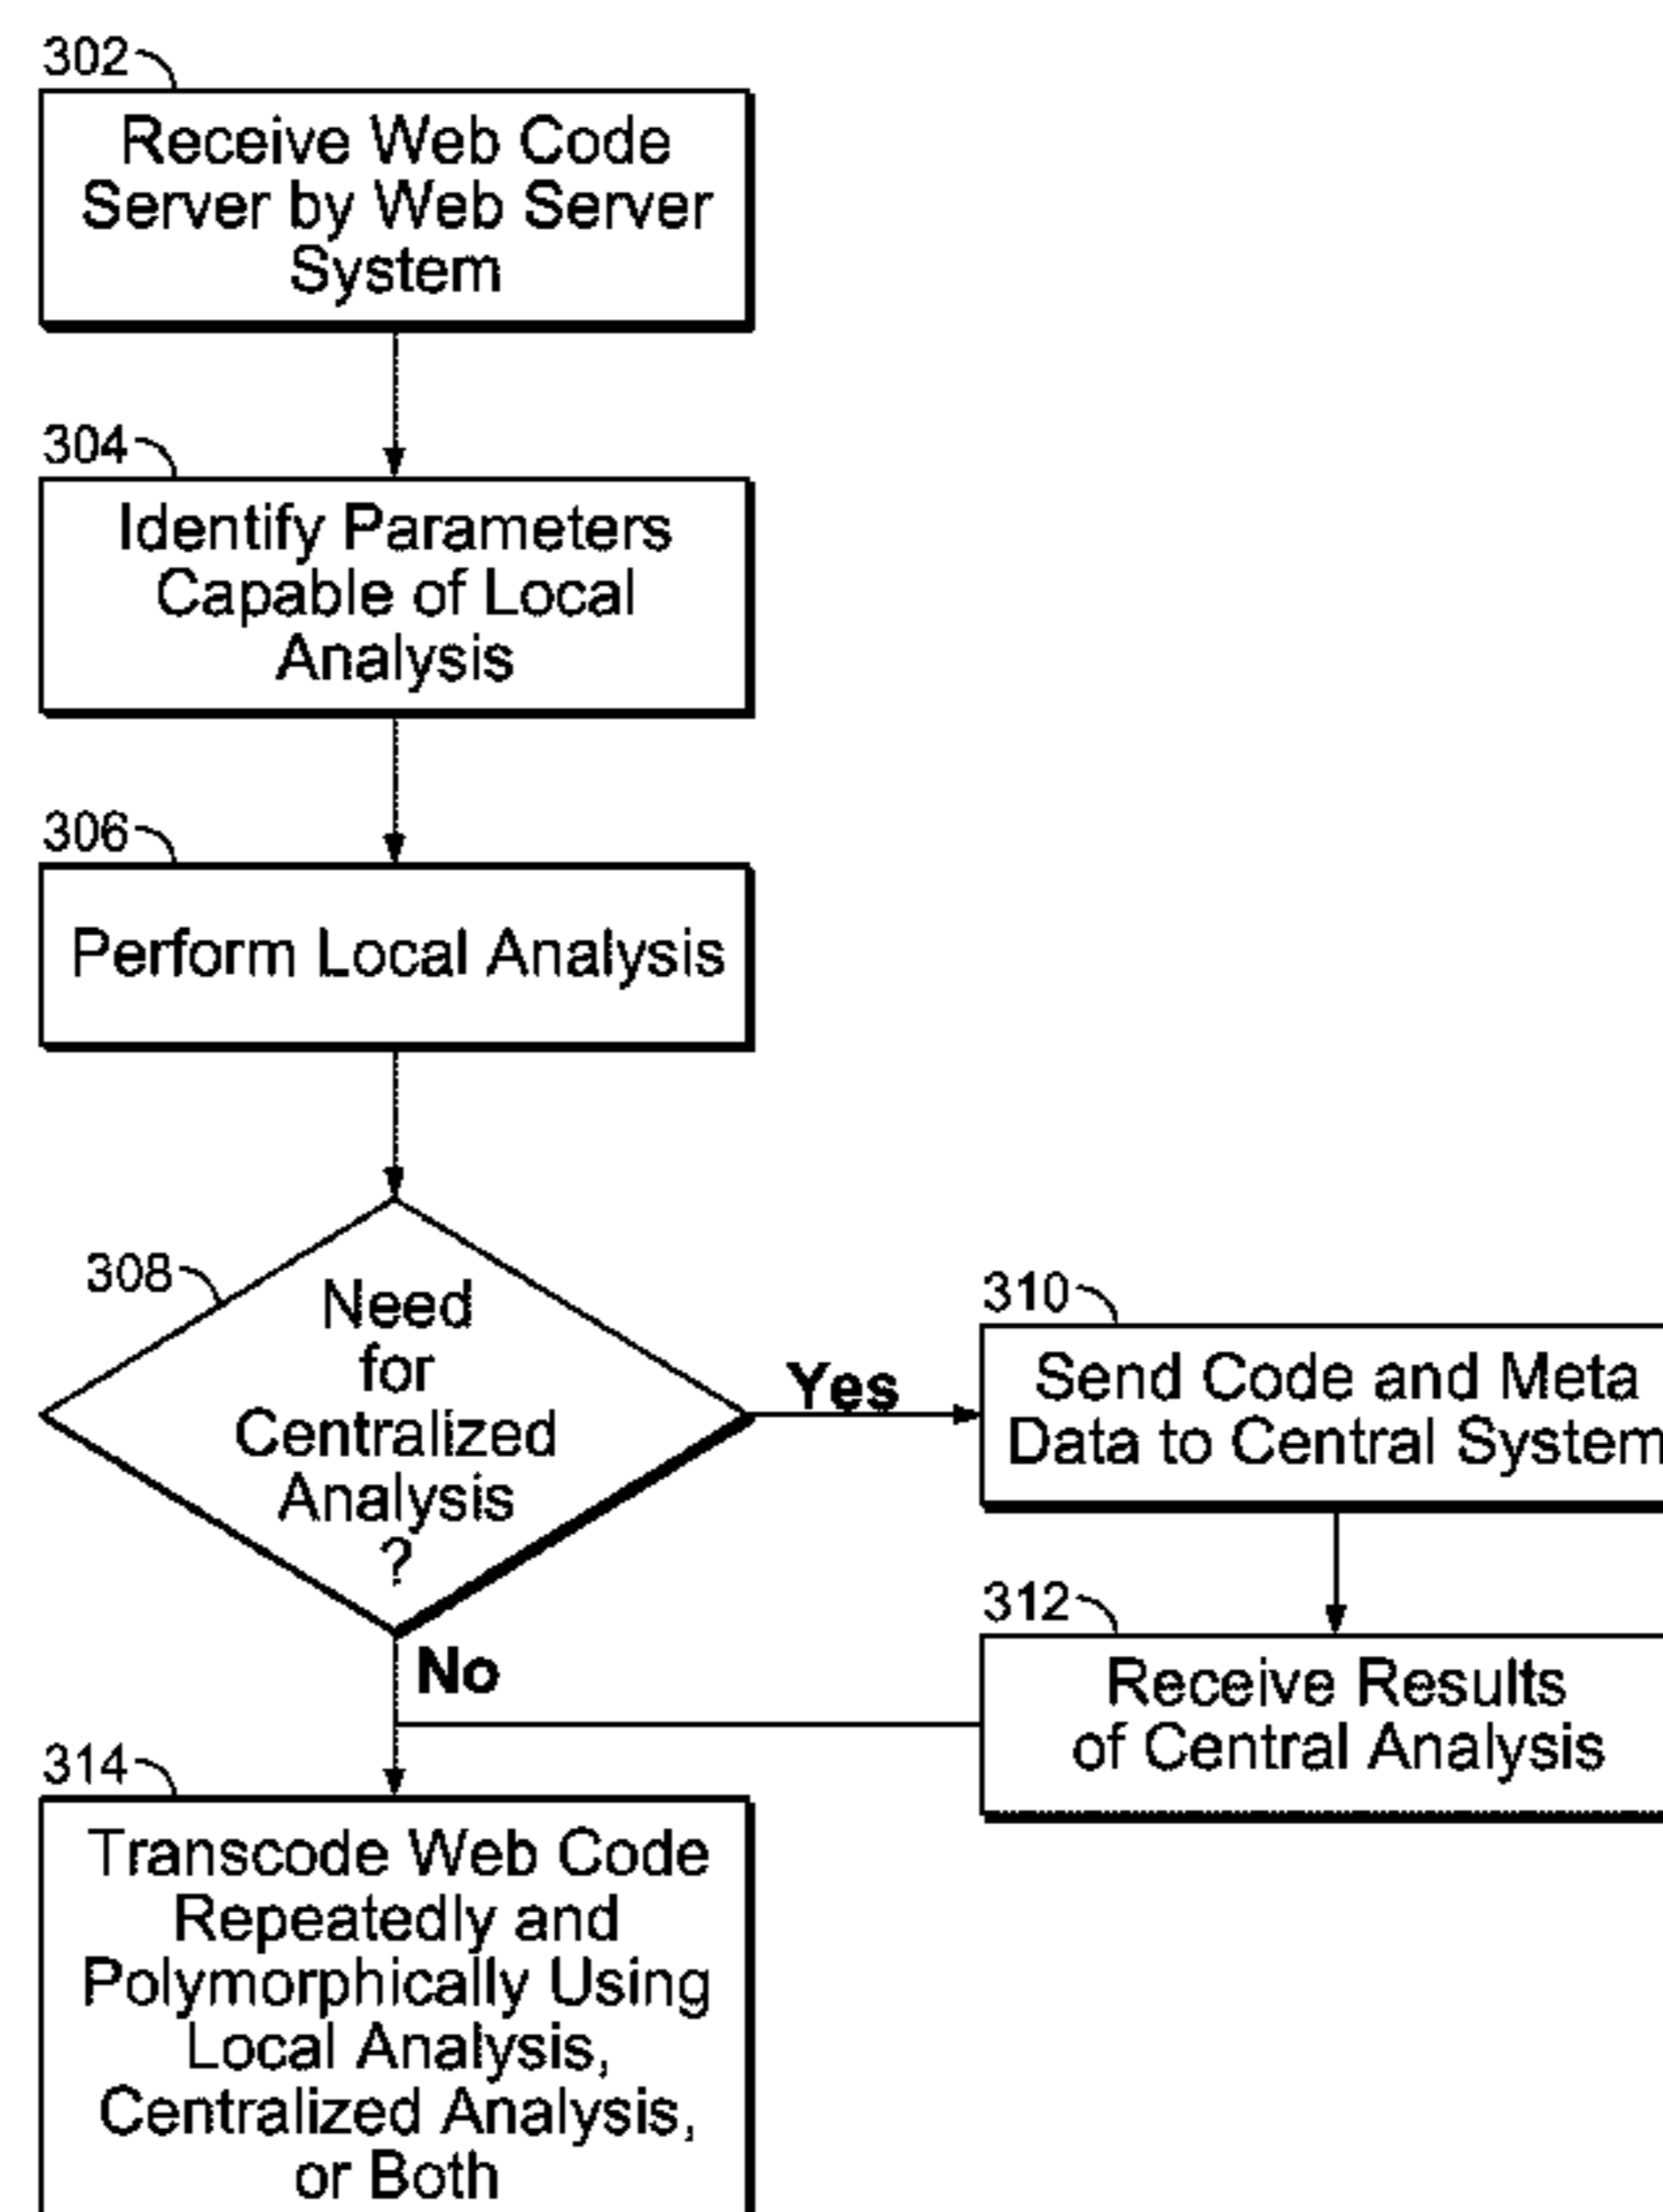 302
Receive Web Code
Server by Web Server
System
304
Identify Parameters
Capable of Local
Analysis
306
Perform Local Analysis
308
Need
for
Centralized
Analysis
?
Yes
310
Send Code and Meta
Data to Central System
312
Receive Results
of Central Analysis
No
314
Transcode Web Code
Repeatedly and
Polymorphically Using
Local Analysis,
Centralized Analysis,
or Both